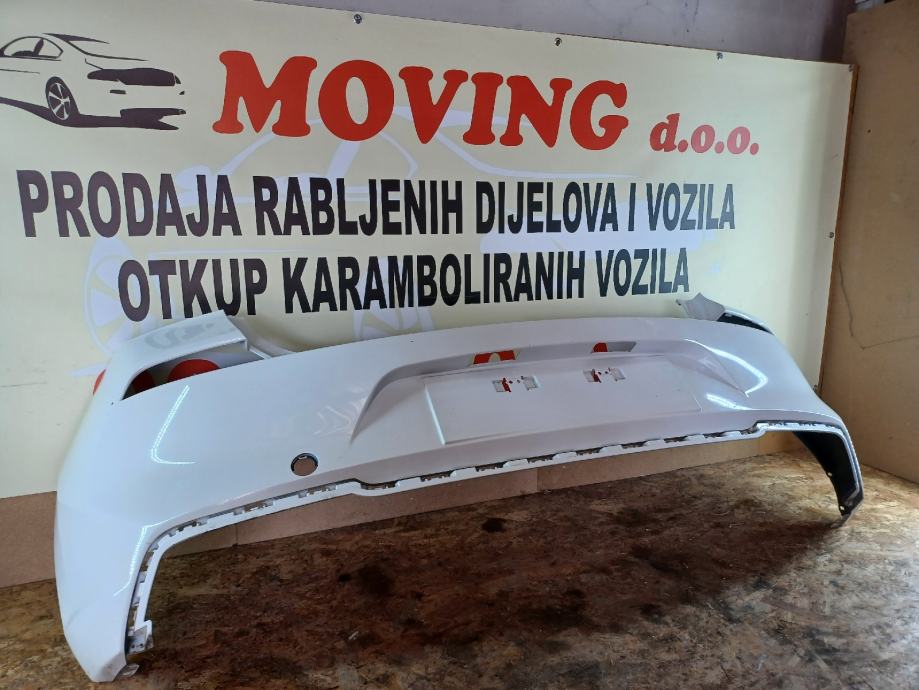 MOVING d.o.o.
PRODAJA RABLJENIH DIJELOVA I VOZILA
OTKUP KARAMBOLIRANIH VOZILA